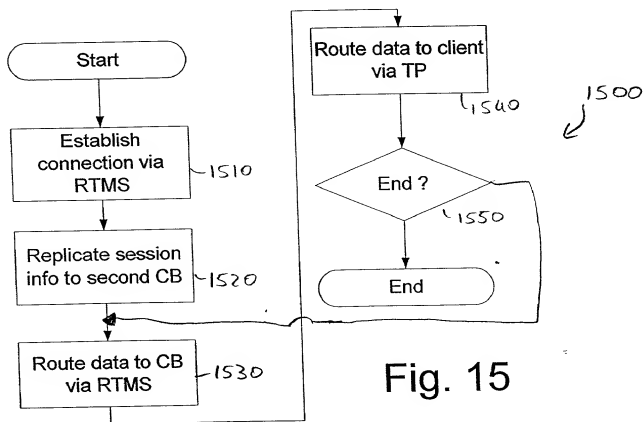 Start
Establish
connection via
RTMS
1510
Replicate session
info to second CB
1520
Route data to CB
via RTMS
1530
Route data to client
via TP
1540
1500
End ?
1550
End
Fig. 15